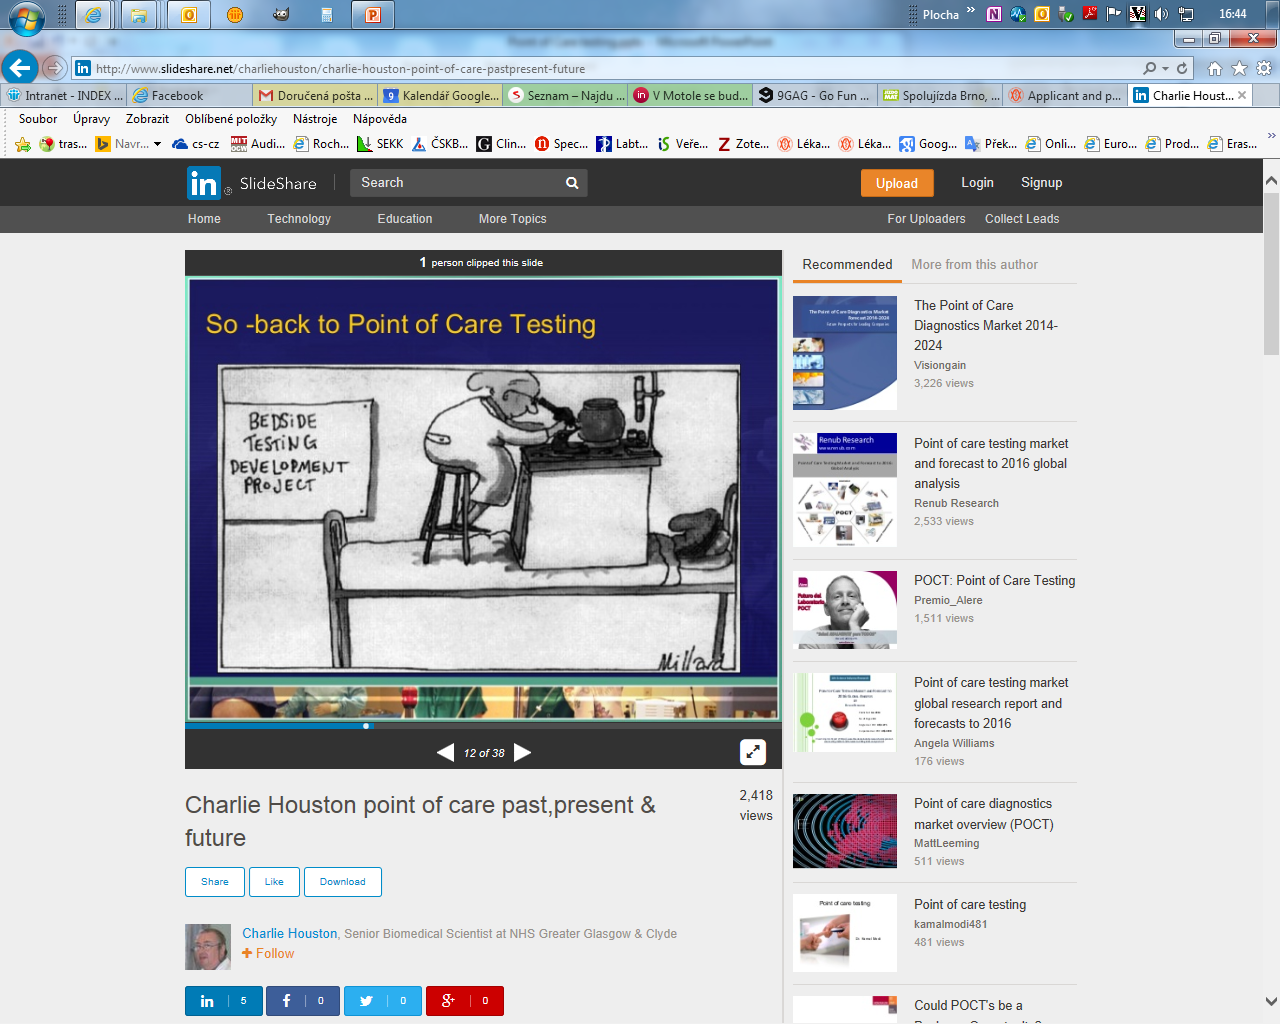 Plocha
16:44
http://www.slideshare.net/charliehouston/charlie-houston-point-of-care-pastpresent-future
Intranet - INDEX ...
Facebook
Doručená pošta ...
Kalendář Google...
Seznam – Najdu ...
V Motole se bud...
9GAG - Go Fun ...
Spolujízda Brno, ...
Applicant and p...
Charlie Houst...
Soubor Úpravy Zobrazit Oblíbené položky Nástroje Nápověda
tras... Navr... cs-cz Audi... Roch... SEKK ČSKB... Clin... Spec... Labt... Veře... Zote... Léka... Léka... Goog... Přek... Onli... Euro... Prod... Eras...
in SlideShare
Search
Upload
Login
Signup
Home Technology Education More Topics For Uploaders Collect Leads
1 person clipped this slide
So -back to Point of Care Testing
BEDSIDE
TESTING
DEVELOPMENT
PROJECT
Millard
12 of 38
Charlie Houston point of care past,present &
future
2,418
views
Share Like Download
Charlie Houston, Senior Biomedical Scientist at NHS Greater Glasgow & Clyde
Follow
5 0 0 0
Recommended
More from this author
The Point of Care
Diagnostics Market 2014-
2024
Visiongain
3,226 views
Renub Research
POCT
Point of care testing market
and forecast to 2016 global
analysis
Renub Research
2,533 views
POCT: Point of Care Testing
Premio_Alere
1,511 views
Point of care testing market
global research report and
forecasts to 2016
Angela Williams
176 views
Point of care diagnostics
market overview (POCT)
MattLeeming
511 views
Point of care testing
Point of care testing
kamalmodi481
481 views
Could POCT's be a